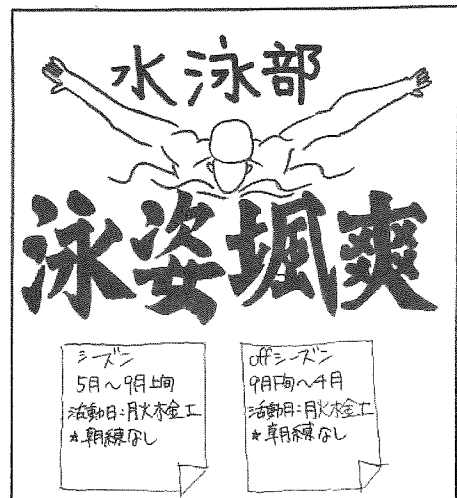 水泳部
泳姿颯爽
シーズン
5月〜9月上旬
活動日:月火木金土
*朝練なし
offシーズン
9月下旬〜4月
活動日:月火木金土
*朝練なし